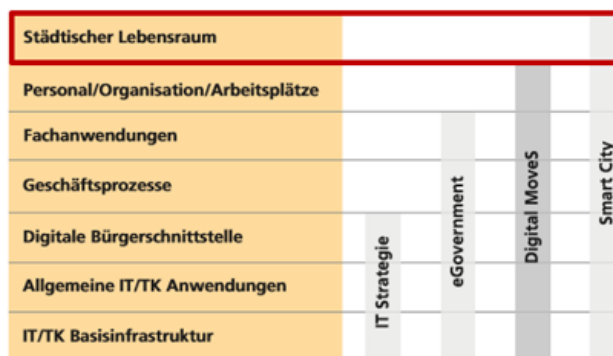 Städtischer Lebensraum
Personal/Organisation/Arbeitsplätze
Fachanwendungen
Geschäftsprozesse
Digitale Bürgerschnittstelle
Allgemeine IT/TK Anwendungen
IT/TK Basisinfrastruktur
IT Strategie
eGovernment
Digital MoveS
Smart City